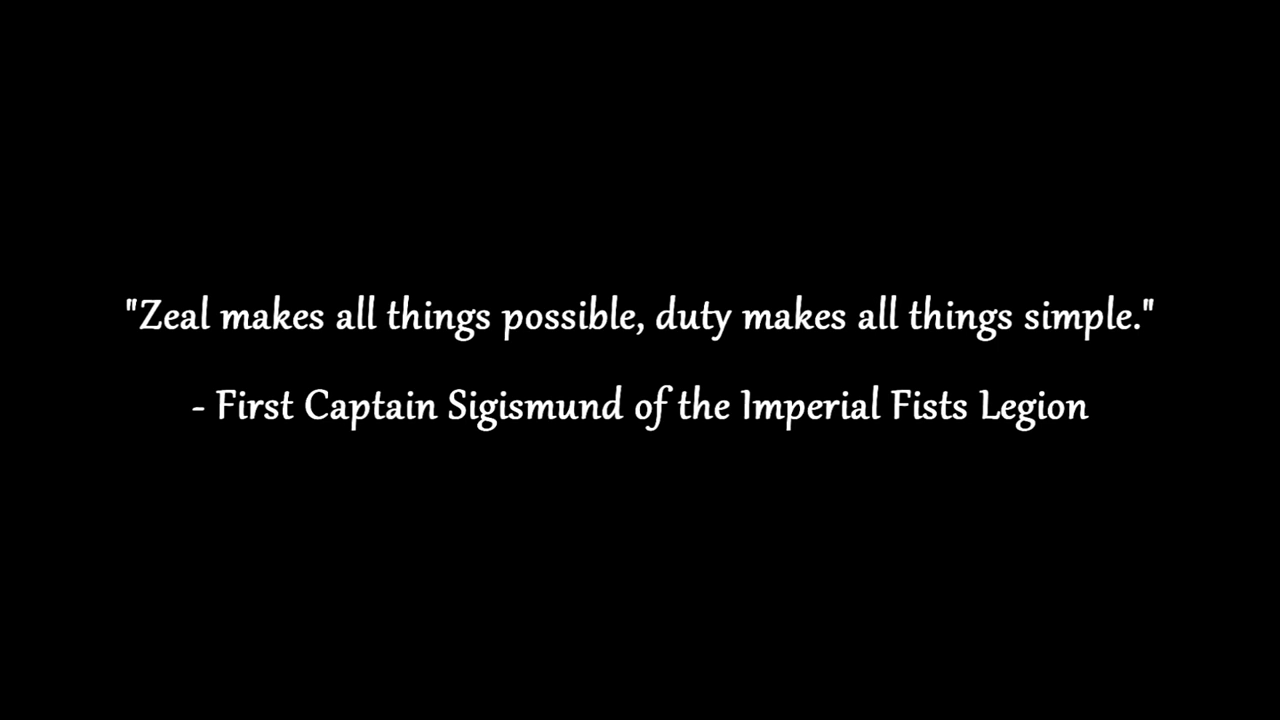 "Zeal makes all things possible, duty makes all things simple."
- First Captain Sigismund of the Imperial Fists Legion